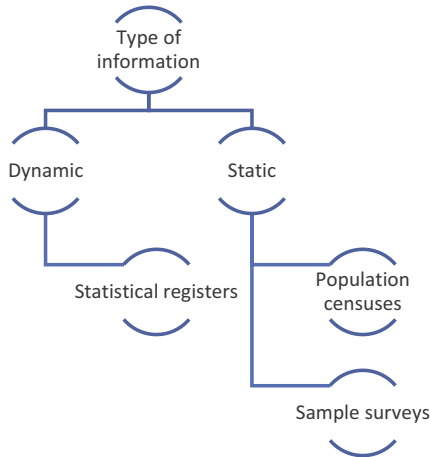 Type of
information
Dynamic
Static
Statistical registers
Population
censuses
Sample surveys